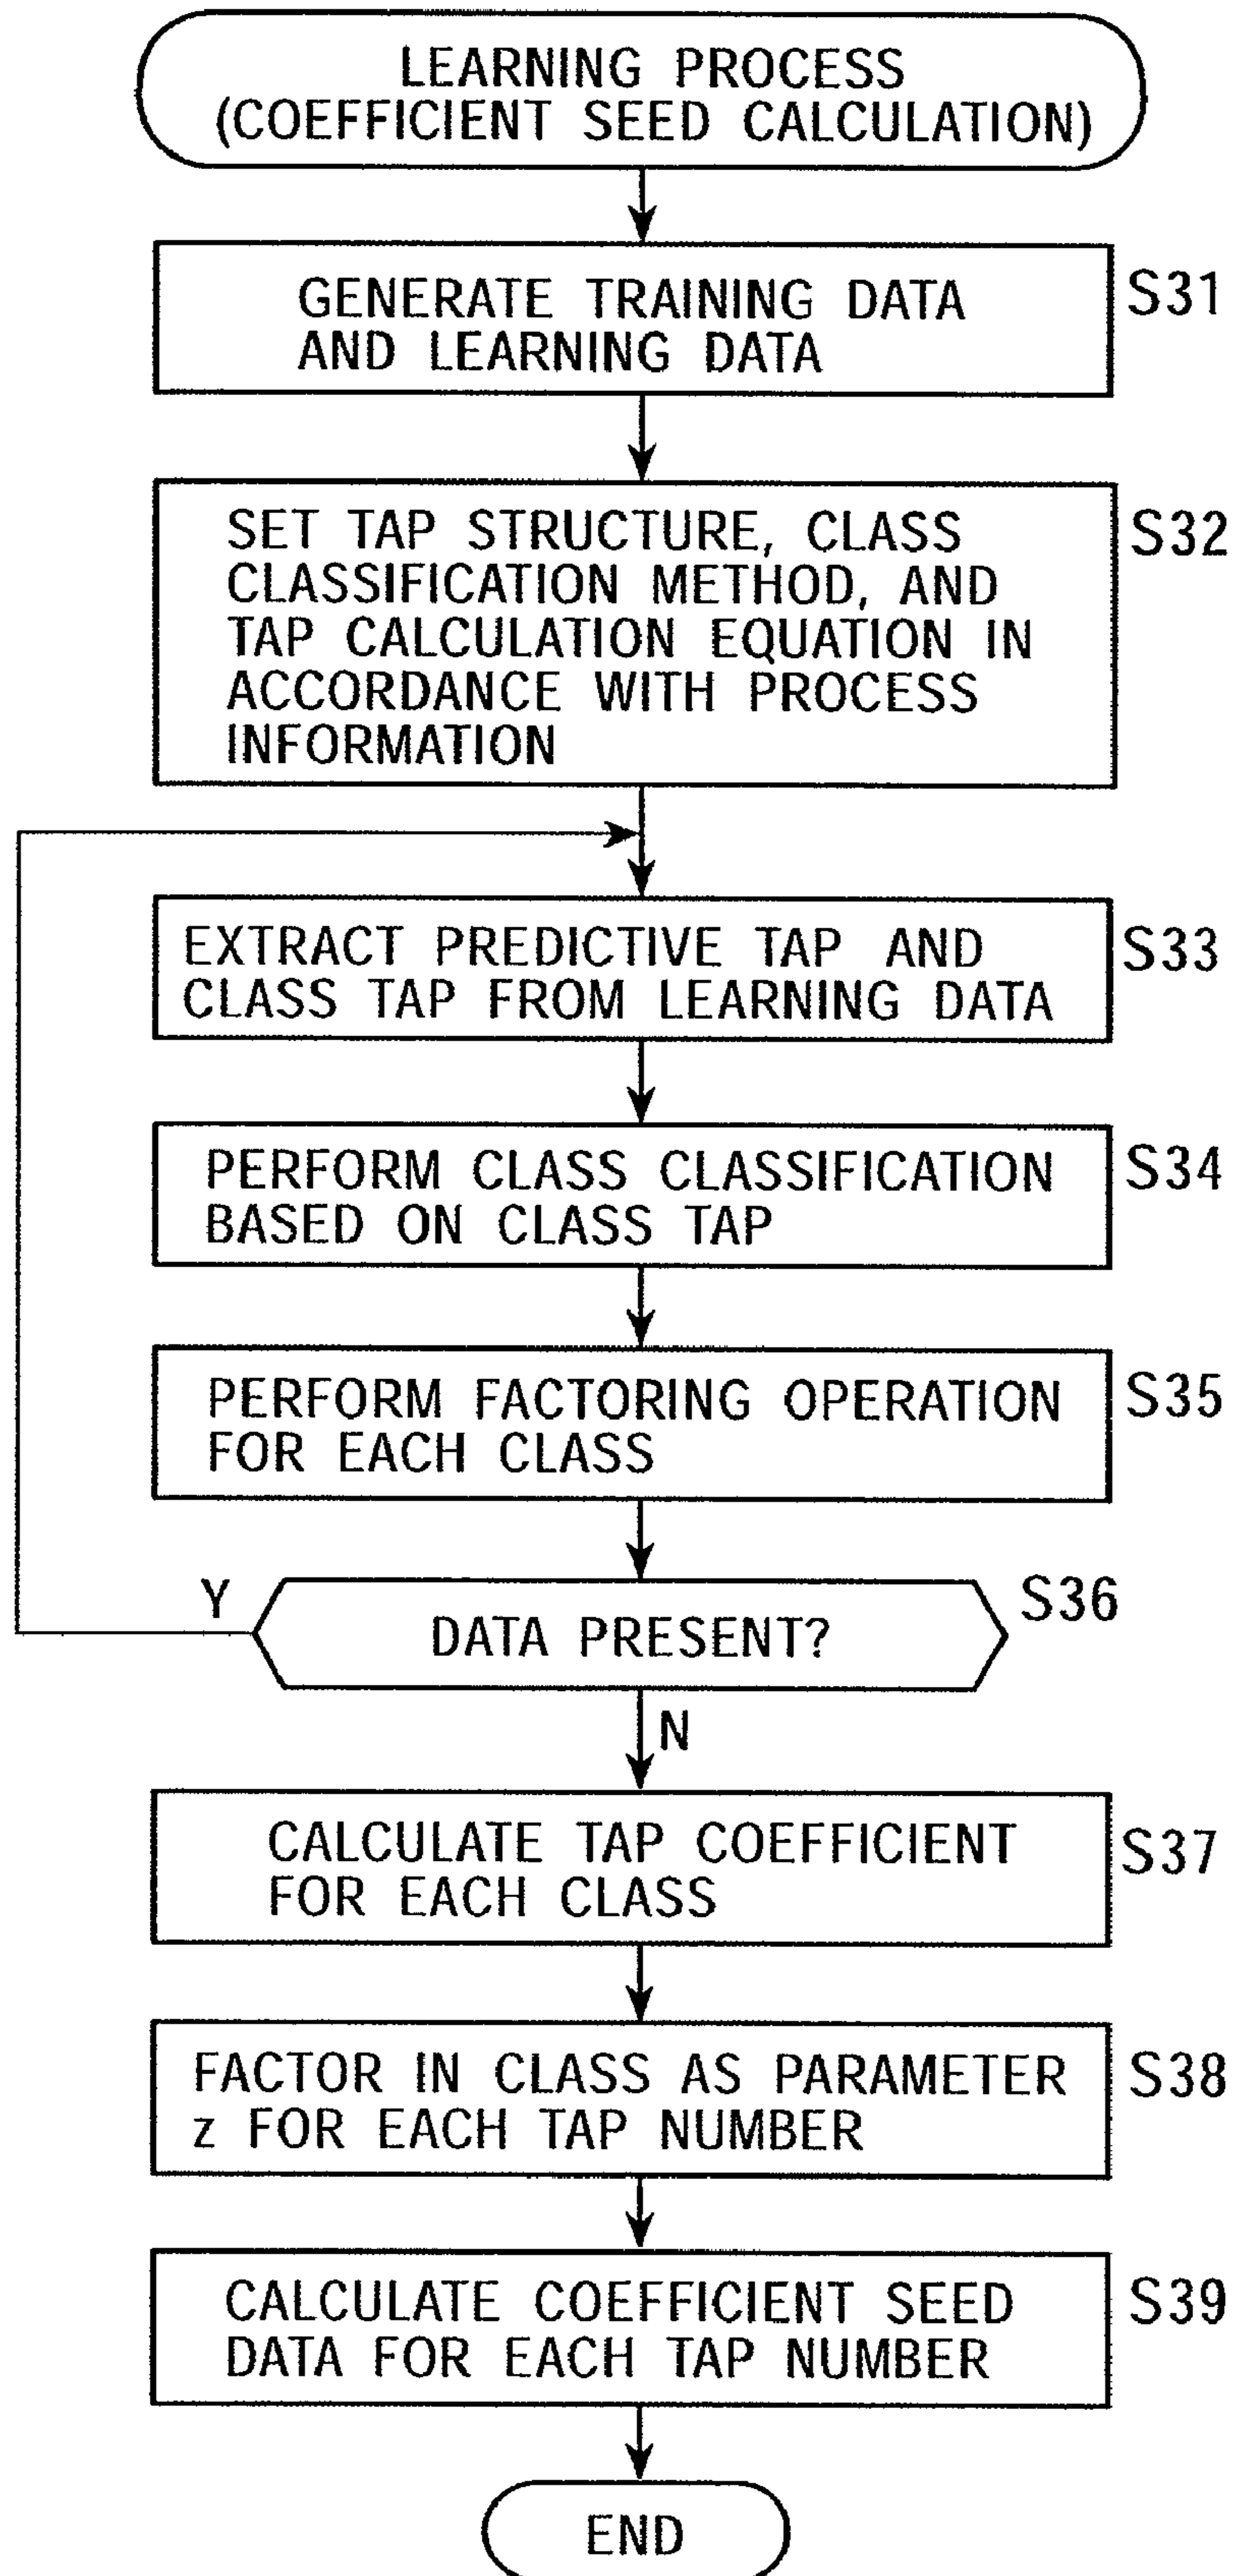 LEARNING PROCESS
(COEFFICIENT SEED CALCULATION)
GENERATE TRAINING DATA
AND LEARNING DATA
S31
SET TAP STRUCTURE, CLASS
CLASSIFICATION METHOD, AND
TAP CALCULATION EQUATION IN
ACCORDANCE WITH PROCESS
INFORMATION
S32
EXTRACT PREDICTIVE TAP AND
CLASS TAP FROM LEARNING DATA
S33
PERFORM CLASS CLASSIFICATION
BASED ON CLASS TAP
S34
PERFORM FACTORING OPERATION
FOR EACH CLASS
S35
Y
DATA PRESENT?
S36
N
CALCULATE TAP COEFFICIENT
FOR EACH CLASS
S37
FACTOR IN CLASS AS PARAMETER
z FOR EACH TAP NUMBER
S38
CALCULATE COEFFICIENT SEED
DATA FOR EACH TAP NUMBER
S39
END